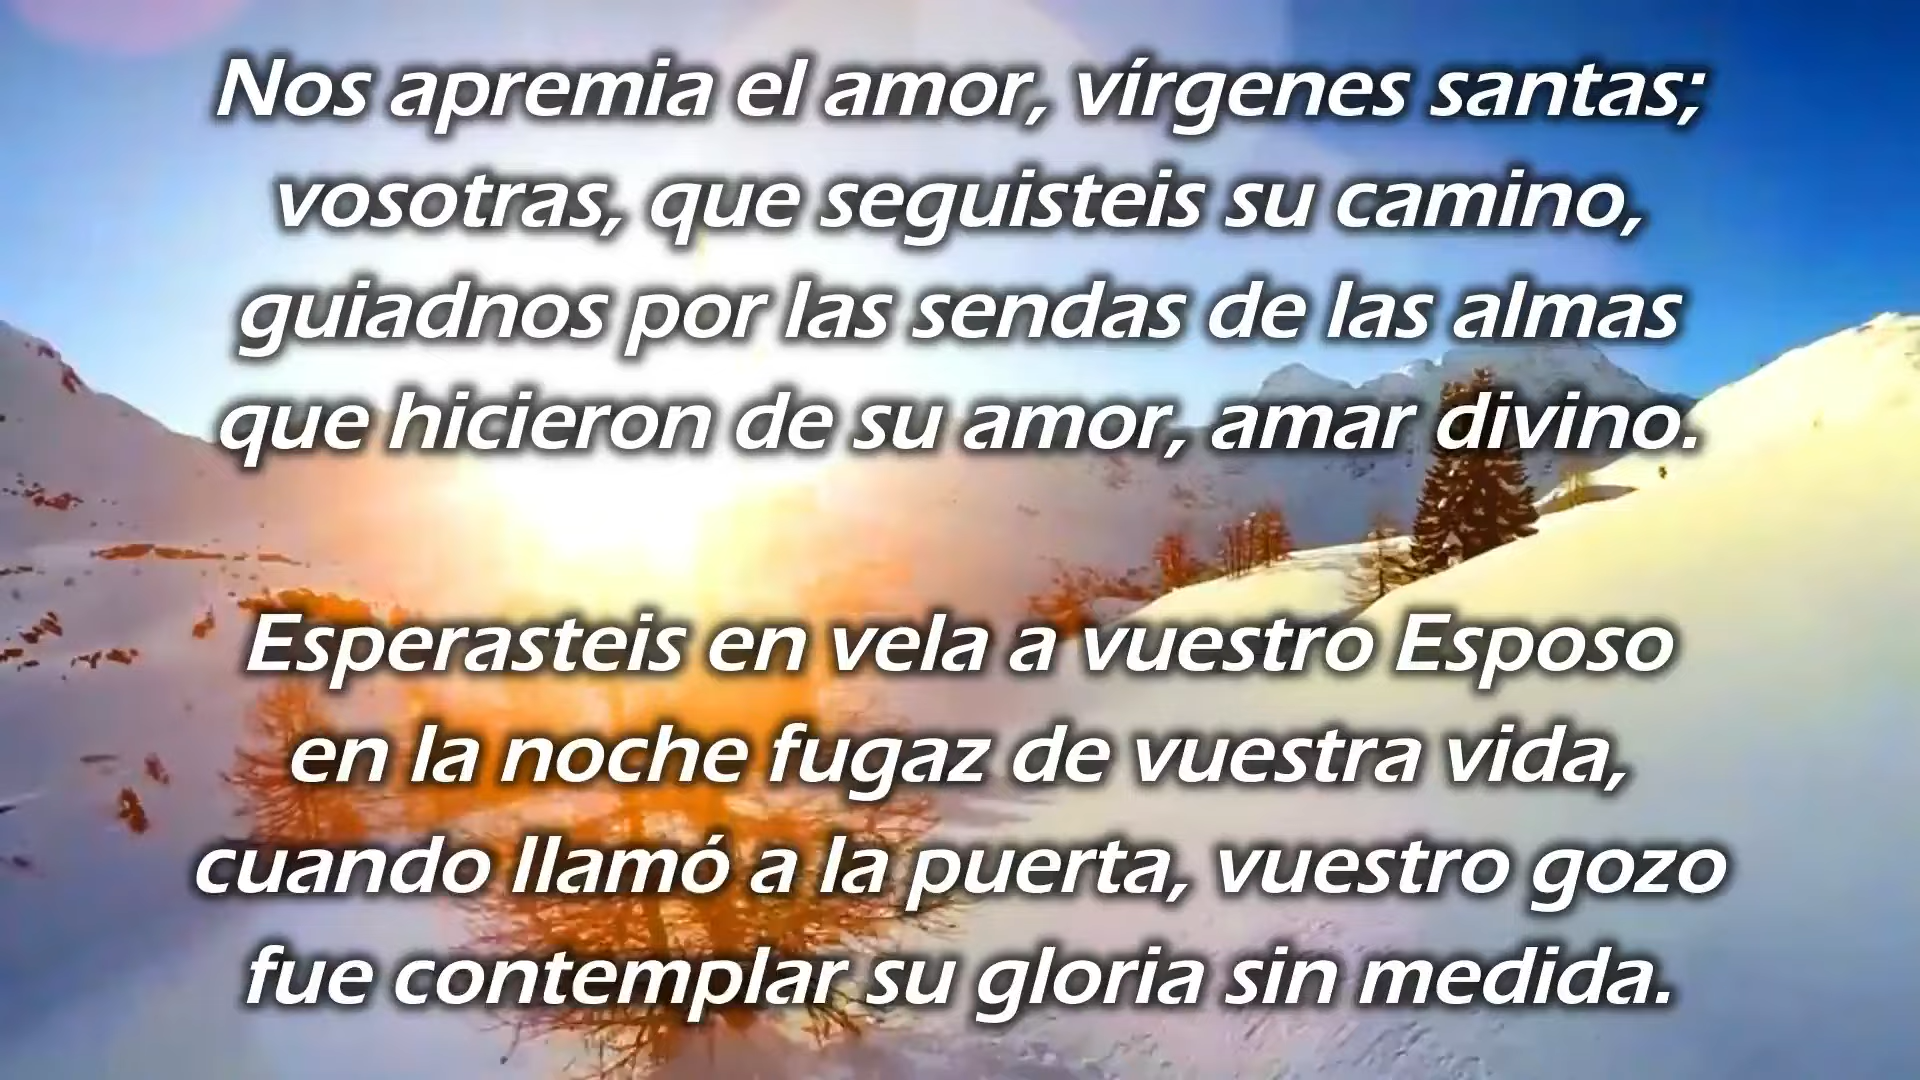 Nos apremia el amor, vírgenes santas;
vosotras, que seguisteis su camino,
guiadnos por las sendas de las almas
que hicieron de su amor, amar divino.
Esperasteis en vela a vuestro Esposo
en la noche fugaz de vuestra vida,
cuando llamó a la puerta, vuestro gozo
fue contemplar su gloria sin medida.